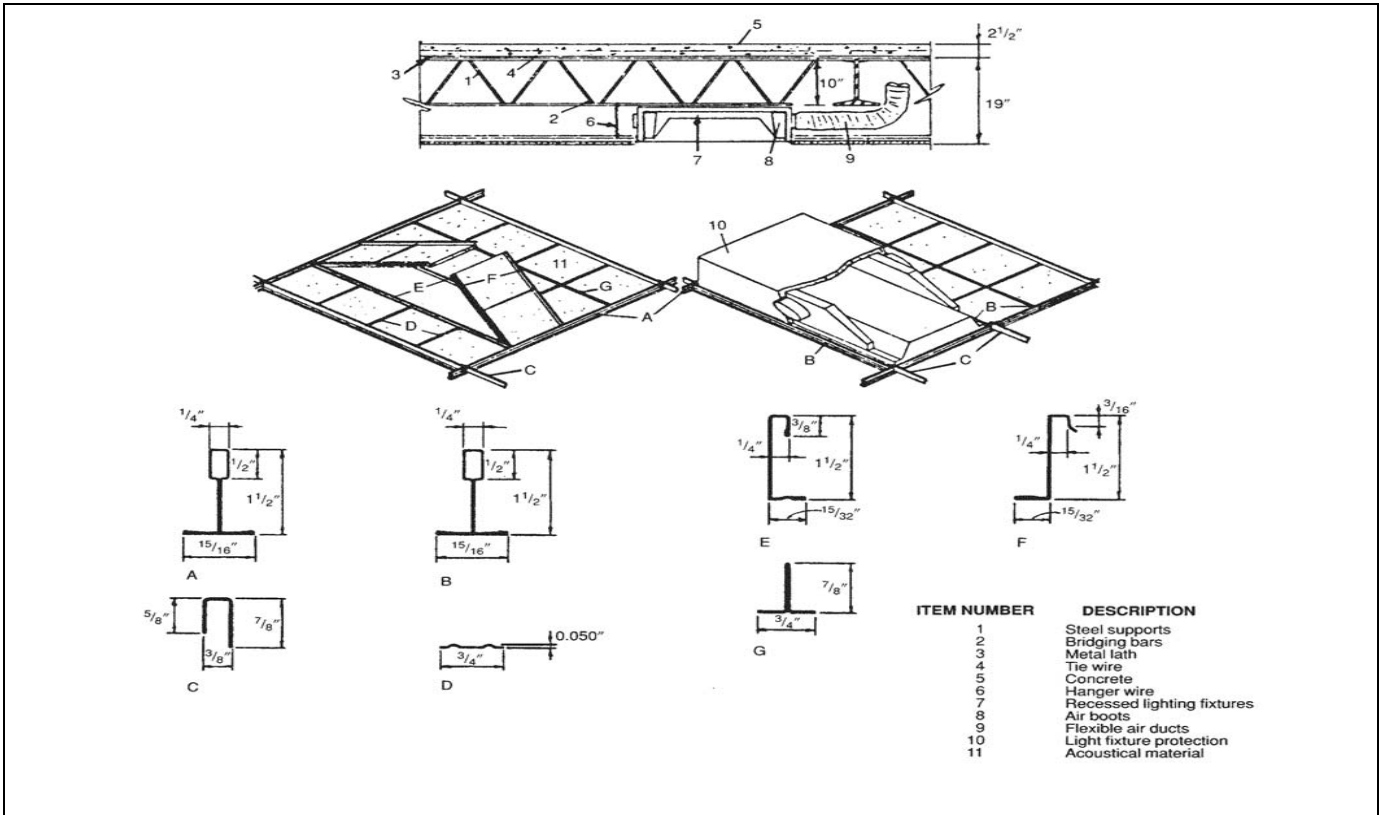 5
2 1/2"
3
4
1
10"
19"
2
6
7
8
9
10
11
E
F
G
D
A
C
B
B
C
1/4"
1/2"
1 1/2"
15/16"
A
1/4"
1/2"
1 1/2"
15/16"
B
3/8"
1/4"
1 1/2"
15/32"
E
3/16"
1/4"
1 1/2"
15/32"
F
5/8"
7/8"
3/8"
C
0.050"
3/4"
D
7/8"
3/4"
G
ITEM NUMBER DESCRIPTION
1 Steel supports
2 Bridging bars
3 Metal lath
4 Tie wire
5 Concrete
6 Hanger wire
7 Recessed lighting fixtures
8 Air boots
9 Flexible air ducts
10 Light fixture protection
11 Acoustical material